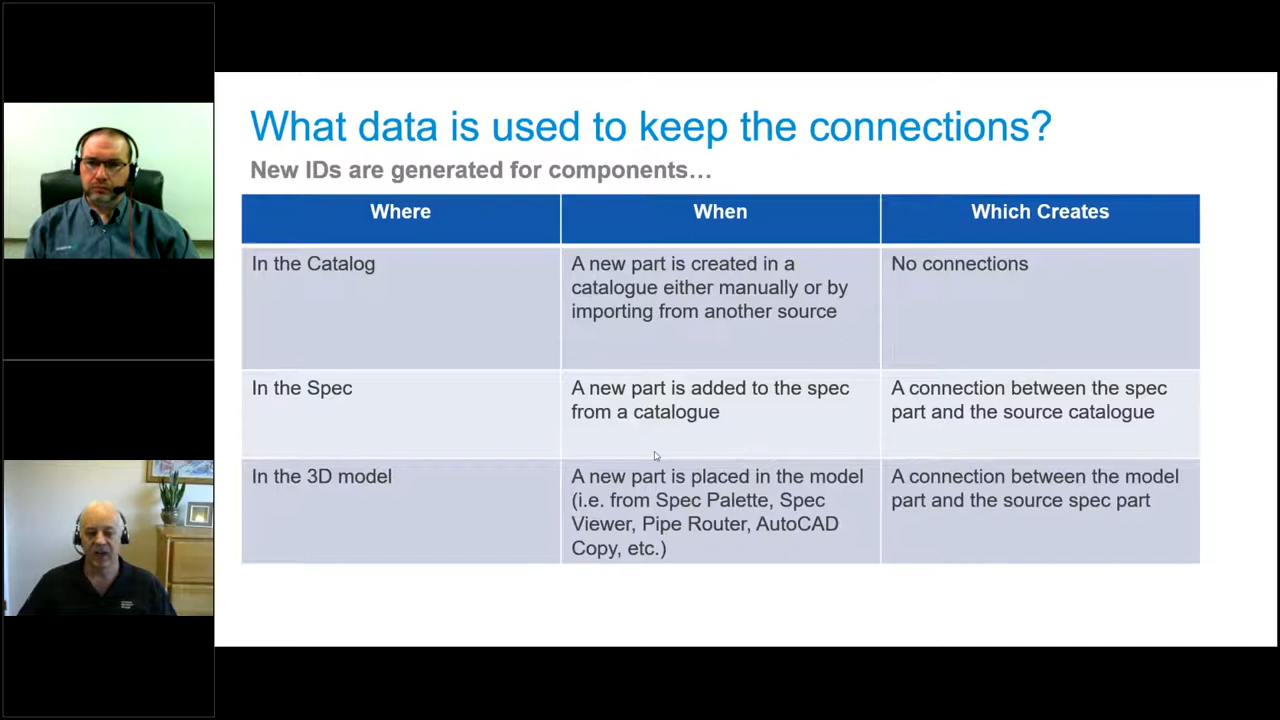 What data is used to keep the connections?
New IDs are generated for components…
Where
When
Which Creates
In the Catalog
A new part is created in a
catalogue either manually or by
importing from another source
No connections
In the Spec
A new part is added to the spec
from a catalogue
A connection between the spec
part and the source catalogue
In the 3D model
A new part is placed in the model
(i.e. from Spec Palette, Spec
Viewer, Pipe Router, AutoCAD
Copy, etc.)
A connection between the model
part and the source spec part